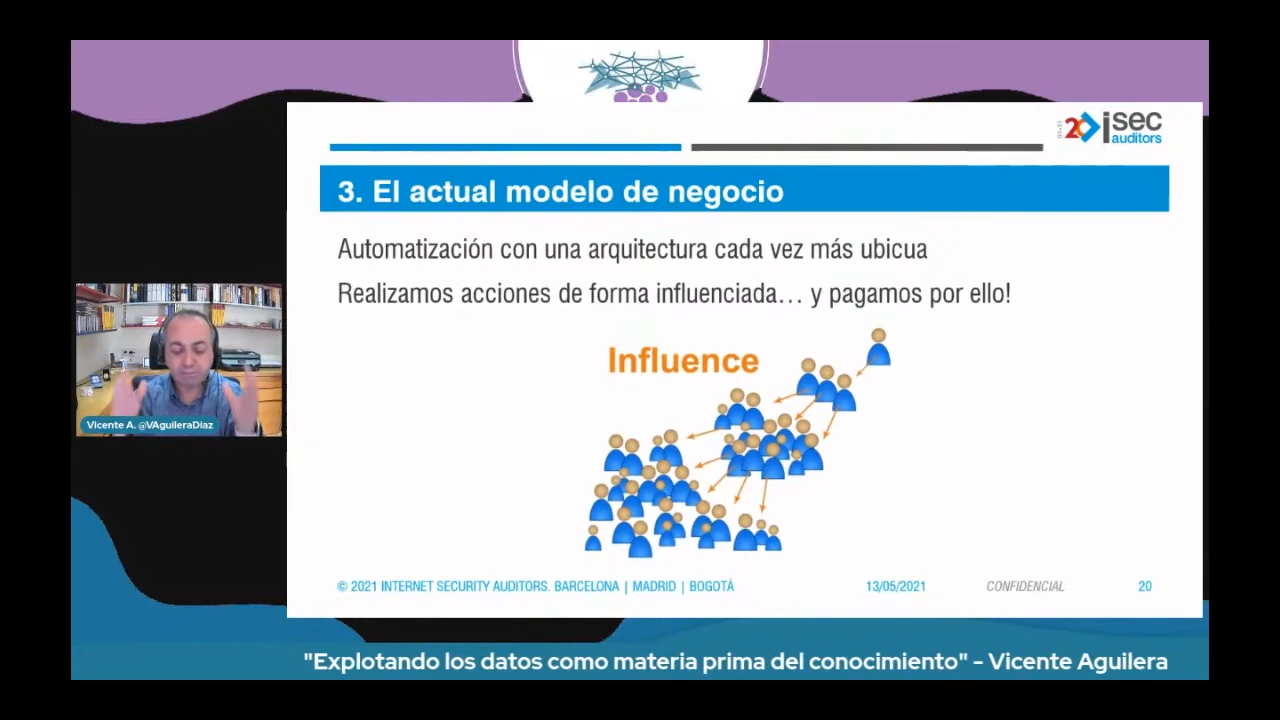 20
isec
auditors
3. El actual modelo de negocio
Automatización con una arquitectura cada vez más ubicua
Realizamos acciones de forma influenciada… y pagamos por ello!
Influence
Vicente A. @VAguileraDiaz
© 2021 INTERNET SECURITY AUDITORS. BARCELONA | MADRID | BOGOTÁ
13/05/2021
CONFIDENCIAL
20
"Explotando los datos como materia prima del conocimiento" - Vicente Aguilera